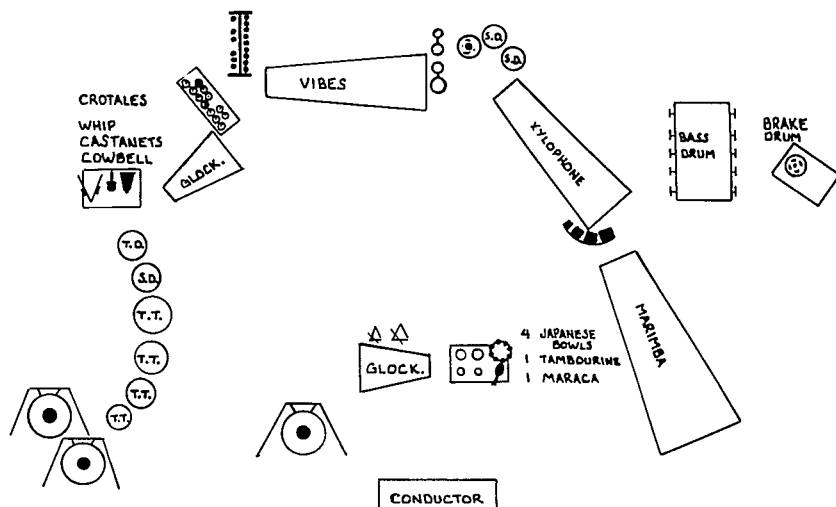 S.D.
S.D.
VIBES
CROTALES
WHIP
CASTANETS
COWBELL
GLOCK.
XYLOPHONE
BASS
DRUM
BRAKE
DRUM
T.D.
S.D.
T.T.
T.T.
T.T.
T.T.
MARIMBA
GLOCK.
4 JAPANESE
BOWLS
1 TAMBOURINE
1 MARACA
CONDUCTOR